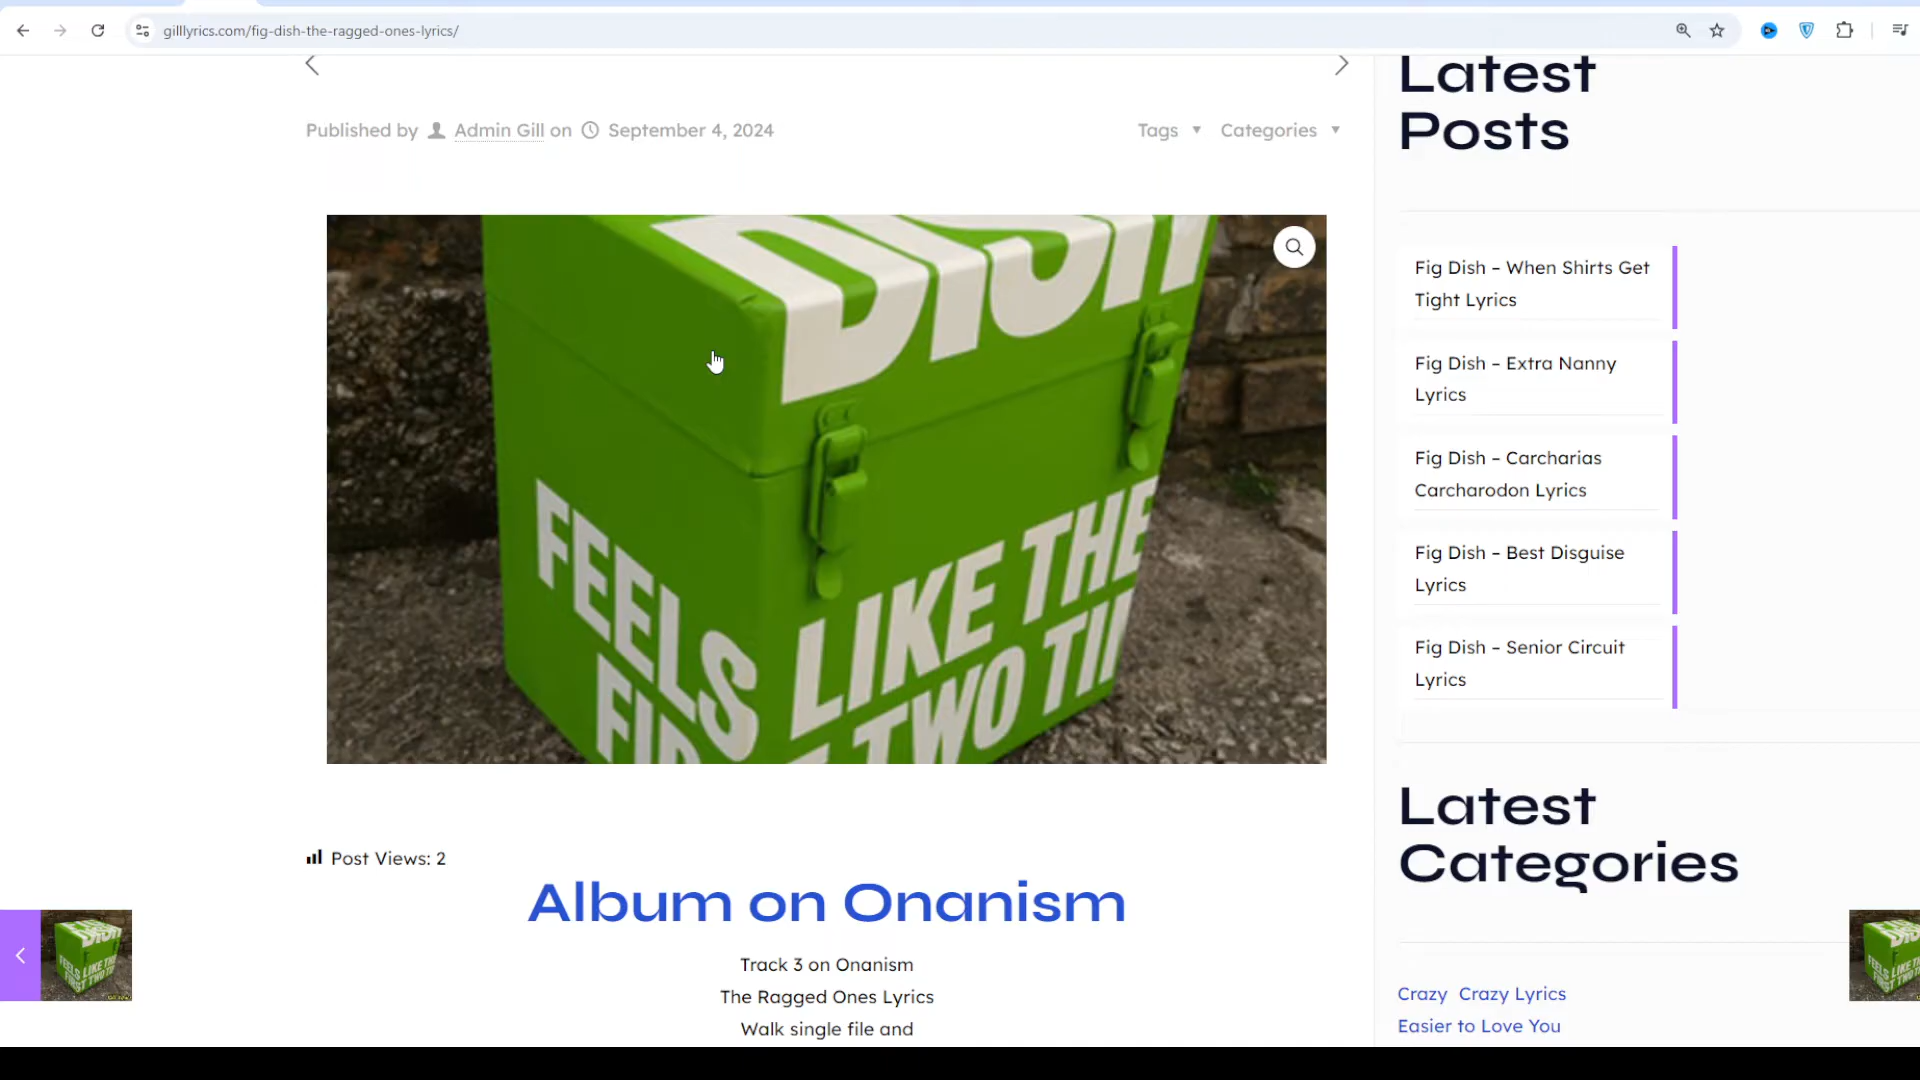 gilllyrics.com/fig-dish-the-ragged-ones-lyrics/
Published by Admin Gill on September 4, 2024
Tags
Categories
DISH
FEELS LIKE THE
TWO
Post Views: 2
Album on Onanism
Track 3 on Onanism
The Ragged Ones Lyrics
Walk single file and
Latest
Posts
Fig Dish – When Shirts Get
Tight Lyrics
Fig Dish – Extra Nanny
Lyrics
Fig Dish – Carcharias
Carcharodon Lyrics
Fig Dish – Best Disguise
Lyrics
Fig Dish – Senior Circuit
Lyrics
Latest
Categories
Crazy Crazy Lyrics
Easier to Love You